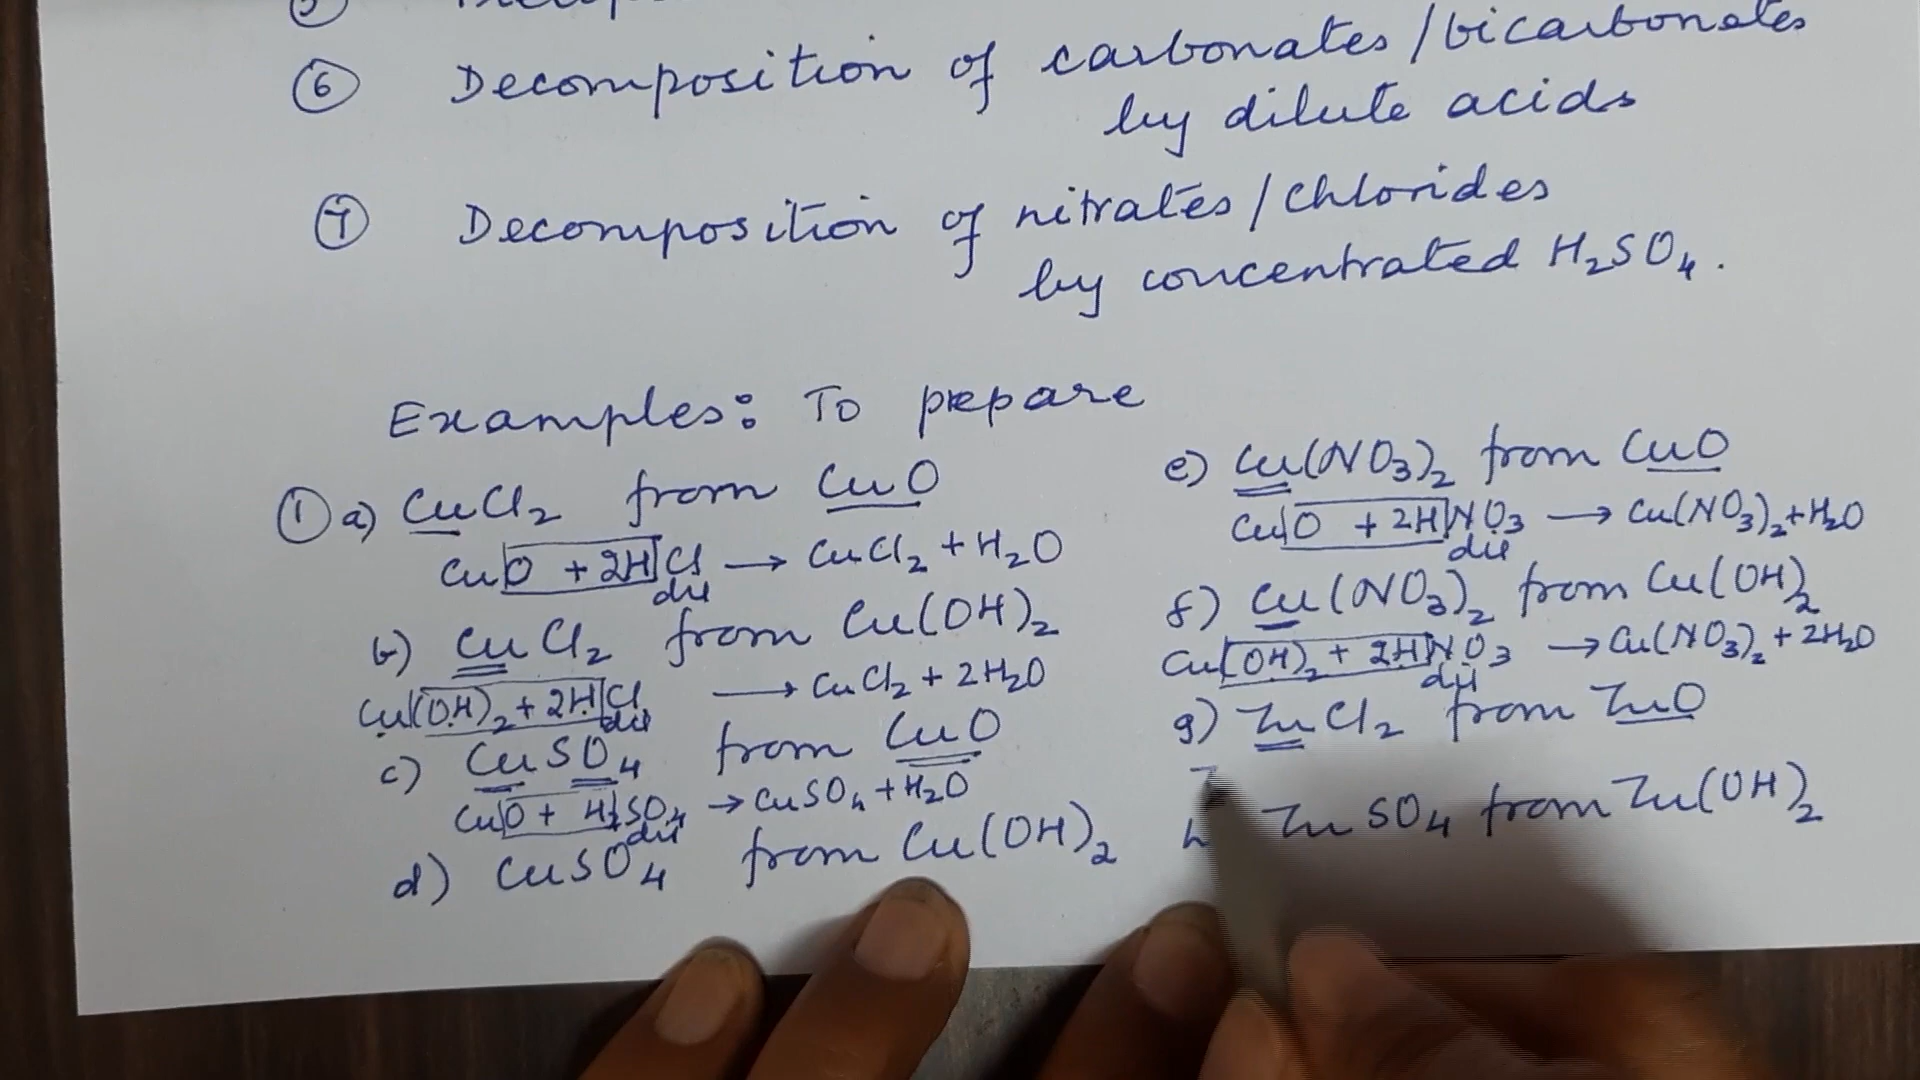 ⑥ Decomposition of carbonates/bicarbonates
by dilute acids
⑦ Decomposition of nitrates/chlorides
by concentrated H₂SO₄.
Examples: To prepare
① a) CuCl₂ from CuO
CuO + 2HCl → CuCl₂ + H₂O
dil
b) CuCl₂ from Cu(OH)₂
Cu(OH)₂ + 2HCl → CuCl₂ + 2H₂O
dil
c) CuSO₄ from CuO
CuO + H₂SO₄ → CuSO₄ + H₂O
dil
d) CuSO₄ from Cu(OH)₂
e) Cu(NO₃)₂ from CuO
CuO + 2HNO₃ → Cu(NO₃)₂ + H₂O
dil
f) Cu(NO₃)₂ from Cu(OH)₂
Cu(OH)₂ + 2HNO₃ → Cu(NO₃)₂ + 2H₂O
dil
g) ZnCl₂ from ZnO
ZnSO₄ from Zn(OH)₂